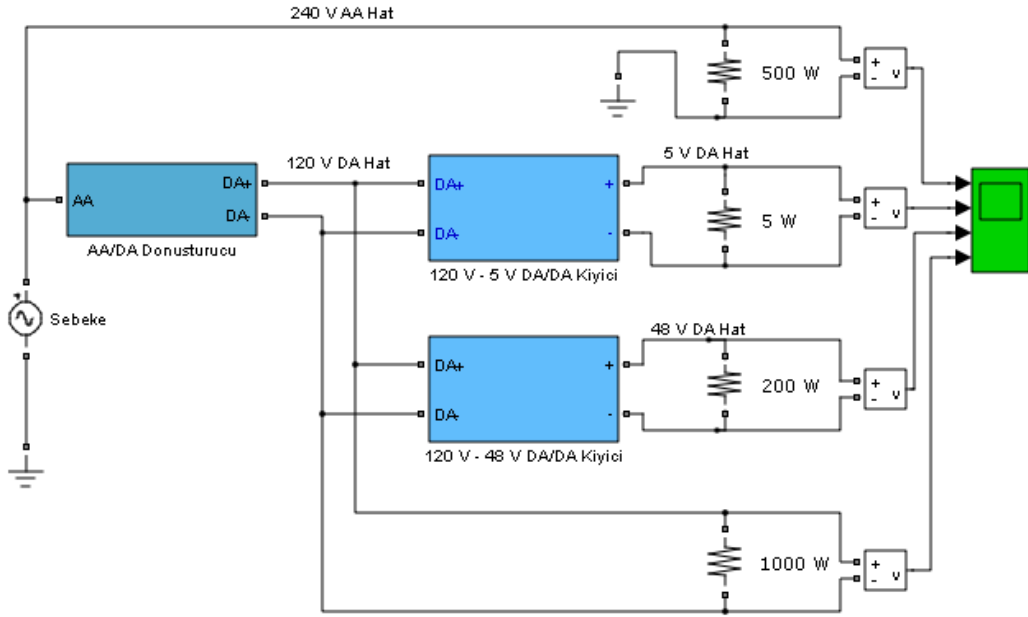 240 V AA Hat
500 W
+
-
v
120 V DA Hat
5 V DA Hat
AA
DA+
DA-
AA/DA Donusturucu
DA+
DA-
+
-
120 V - 5 V DA/DA Kiyici
5 W
+
-
v
Sebeke
48 V DA Hat
DA+
DA-
+
-
120 V - 48 V DA/DA Kiyici
200 W
+
-
v
1000 W
+
-
v